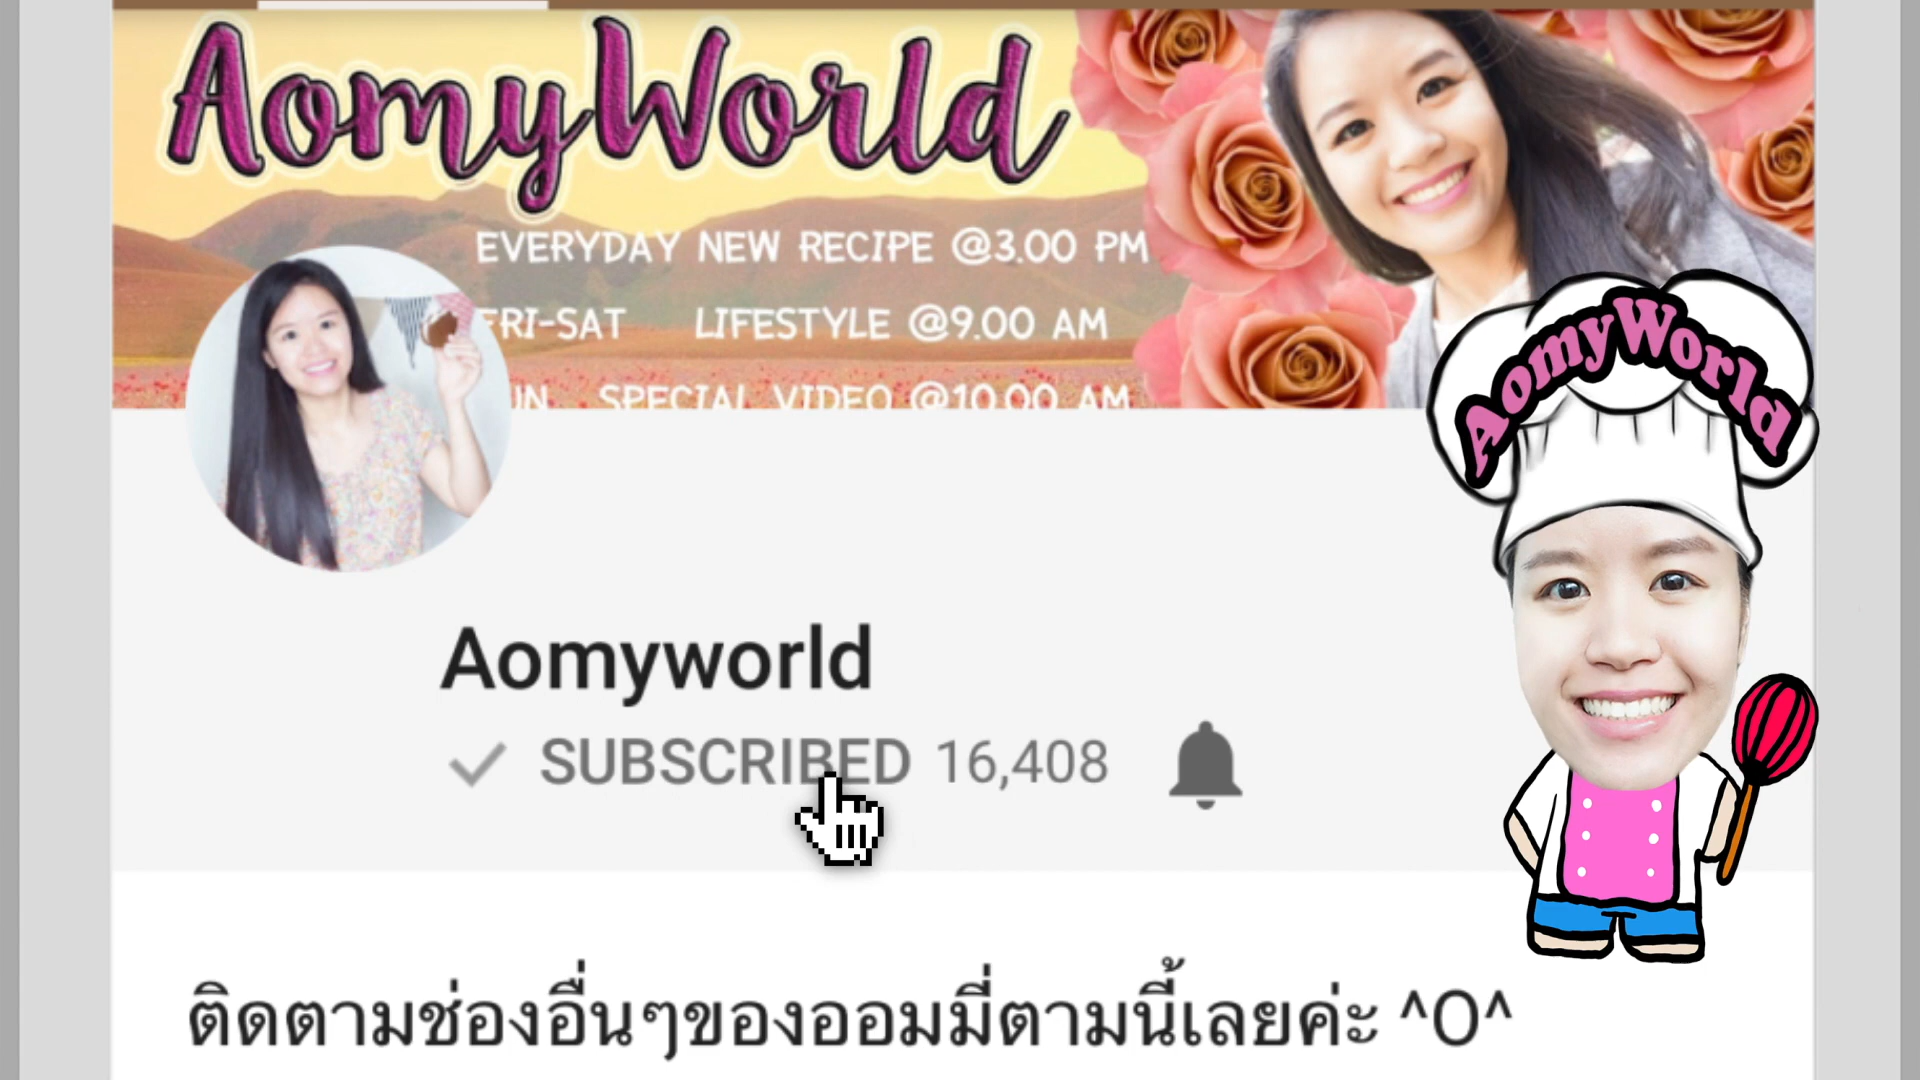 AomyWorld
EVERYDAY NEW RECIPE @3.00 PM
FRI-SAT LIFESTYLE @9.00 AM
SPECIAL VIDEO @10.00 AM
AomyWorld
Aomyworld
SUBSCRIBED 16,408
ติดตามช่องอื่นๆของออมมี่ตามนี้เลยค่ะ ^O^